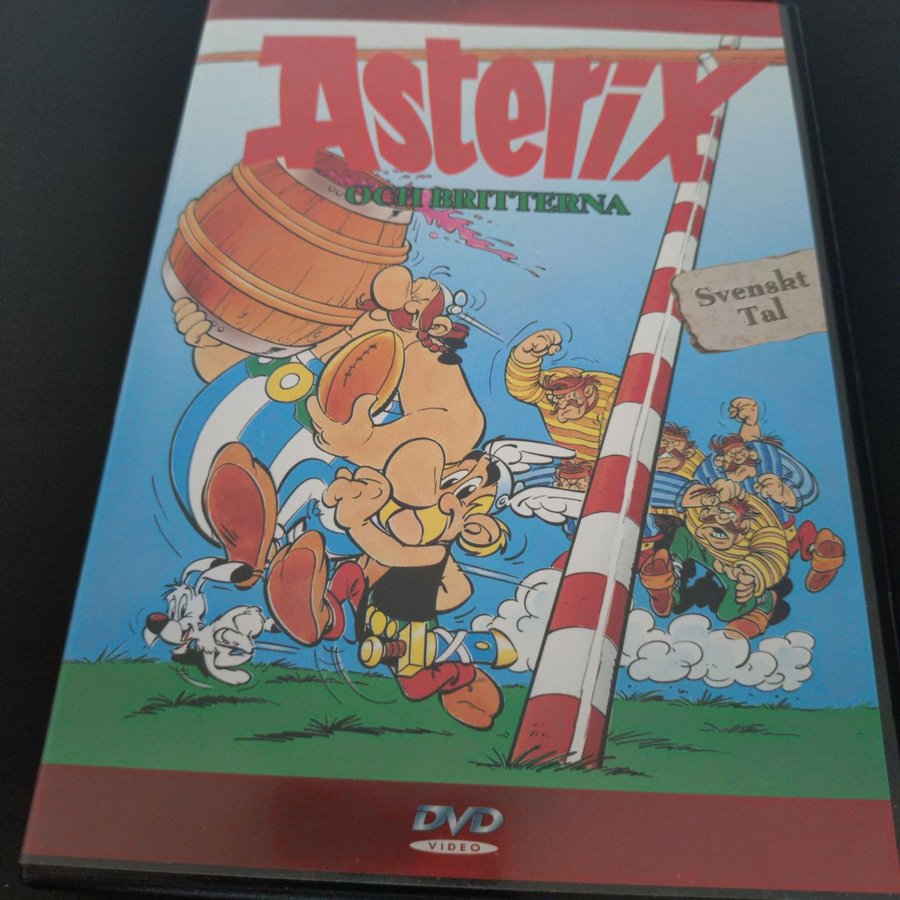 Asterix
OCH BRITTERNA
Svenskt
Tal
DVD
VIDEO